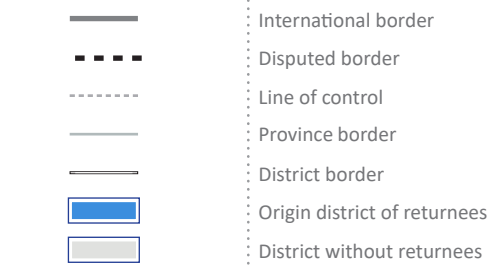 International border
Disputed border
Line of control
Province border
District border
Origin district of returnees
District without returnees